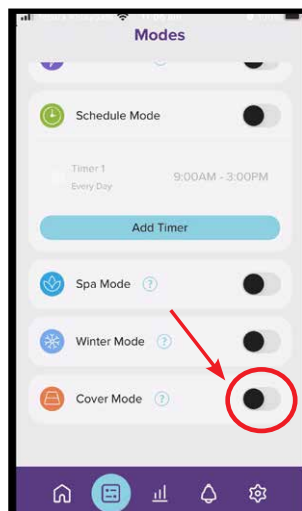 Modes
Schedule Mode
Timer 1
9:00AM - 3:00PM
Every Day
Add Timer
Spa Mode ?
Winter Mode ?
Cover Mode ?